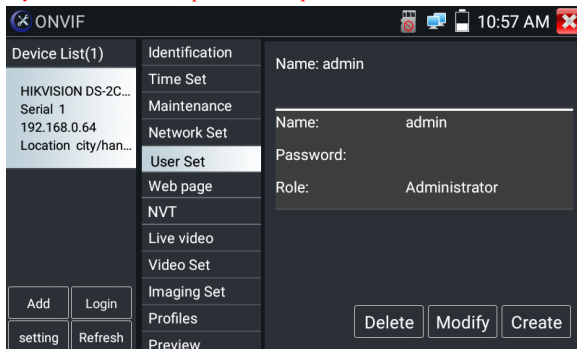 ONVIF
10:57 AM
Device List(1)
HIKVISION DS-2C...
Serial 1
192.168.0.64
Location city/han...
Add
Login
setting
Refresh
Identification
Time Set
Maintenance
Network Set
User Set
Web page
NVT
Live video
Video Set
Imaging Set
Profiles
Preview
Name: admin
Name: admin
Password:
Role: Administrator
Delete
Modify
Create